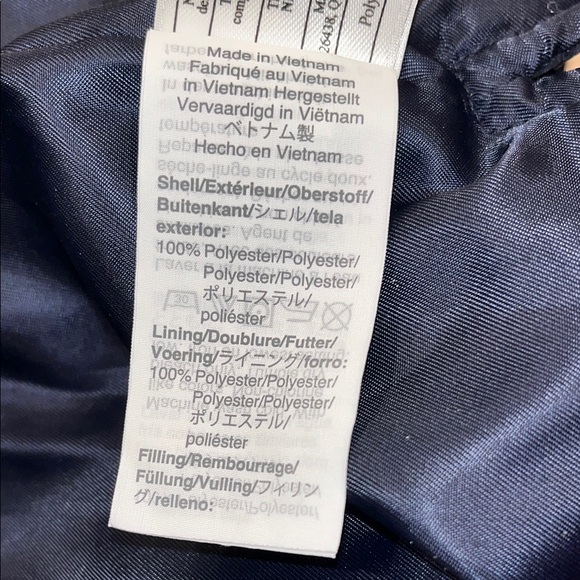 26438, Q
Poly
Made in Vietnam
Fabriqué au Vietnam
in Vietnam Hergestellt
Vervaardigd in Viëtnam
ベトナム製
Hecho en Vietnam
Shell/Extérieur/Oberstoff/
Buitenkant/シェル/tela
exterior:
100% Polyester/Polyester/
Polyester/Polyester/
ポリエステル/
poliéster
Lining/Doublure/Futter/
Voering/ライニング/forro:
100% Polyester/Polyester/
Polyester/Polyester/
ポリエステル/
poliéster
Filling/Rembourrage/
Füllung/Vulling/フィリン
グ/relleno: